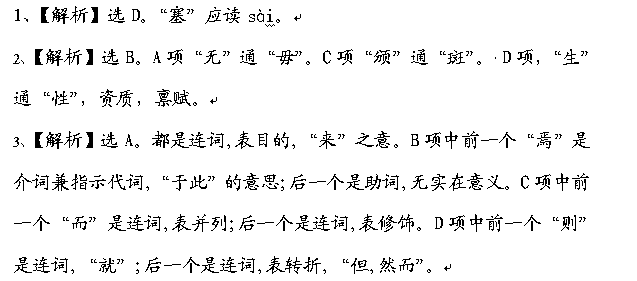 1、【解析】选 D。“塞”应读 sài。
2、【解析】选 B。A 项“无”通“毋”。C 项“颁”通“斑”。·D 项，“生”
通“性”，资质，禀赋。
3、【解析】选 A。都是连词,表目的，“来”之意。B 项中前一个“焉”是
介词兼指示代词，“于此”的意思;后一个是助词,无实在意义。C 项中前
一个“而”是连词,表并列;后一个是连词,表修饰。D 项中前一个“则”
是连词，“就”;后一个是连词,表转折，“但,然而”。